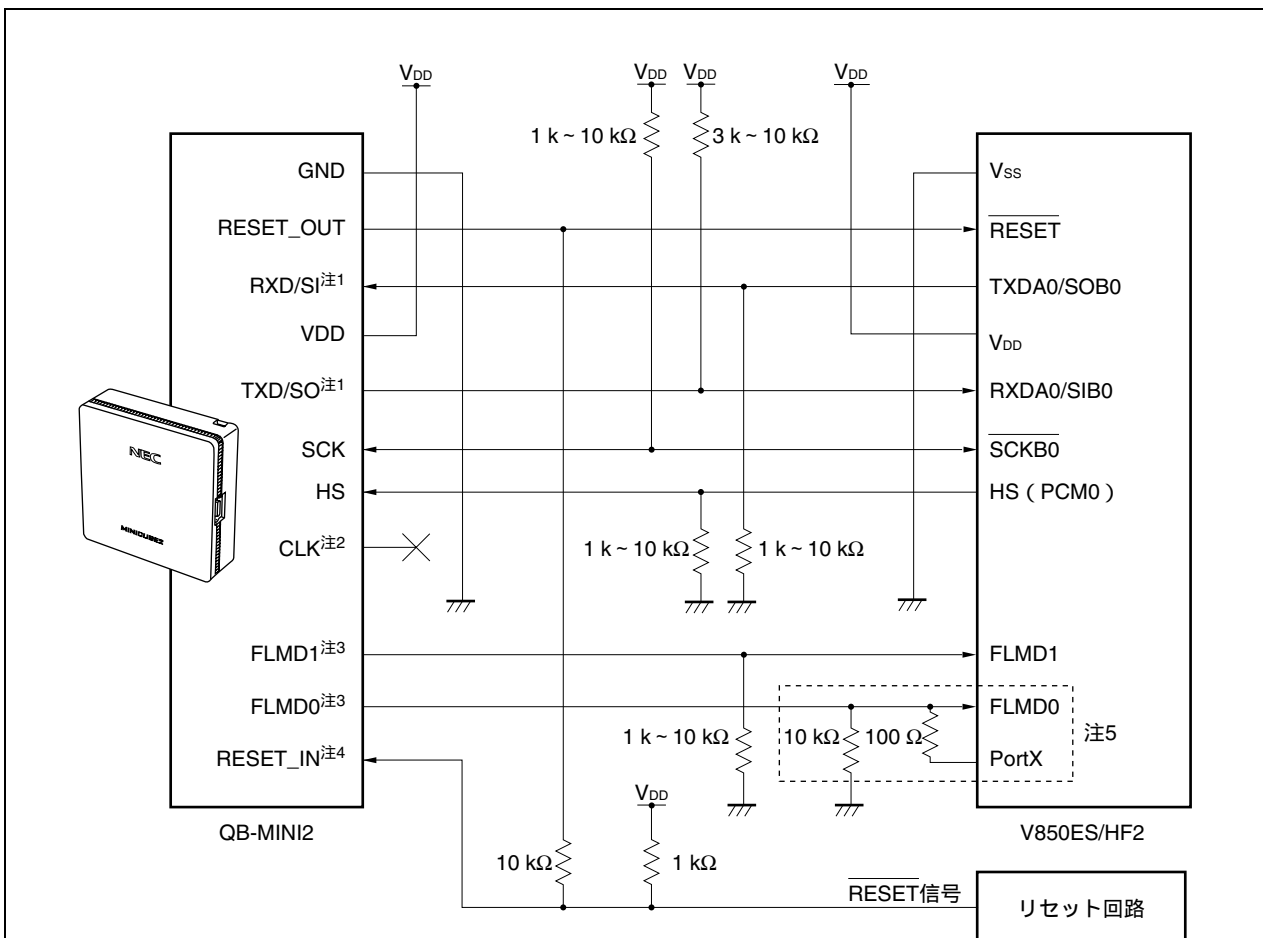 VDD
VDD VDD
VDD
1 k ~ 10 kΩ
3 k ~ 10 kΩ
GND
RESET_OUT
RXD/SI注1
VDD
TXD/SO注1
SCK
HS
CLK注2
FLMD1注3
FLMD0注3
RESET_IN注4
QB-MINI2
NEC
MINICUBE2
VSS
RESET
TXDA0/SOB0
VDD
RXDA0/SIB0
SCKB0
HS（PCM0）
FLMD1
FLMD0
PortX
注5
V850ES/HF2
1 k ~ 10 kΩ
1 k ~ 10 kΩ
1 k ~ 10 kΩ
10 kΩ
100 Ω
VDD
10 kΩ
1 kΩ
RESET信号
リセット回路